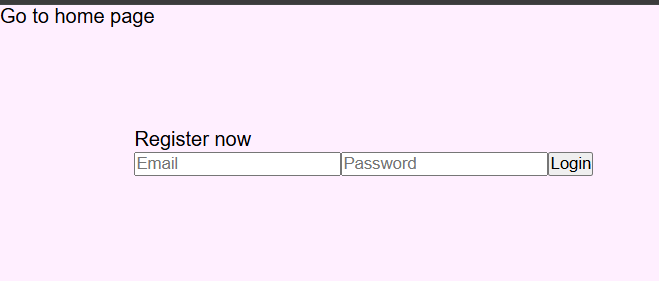 Go to home page
Register now
Email Password Login